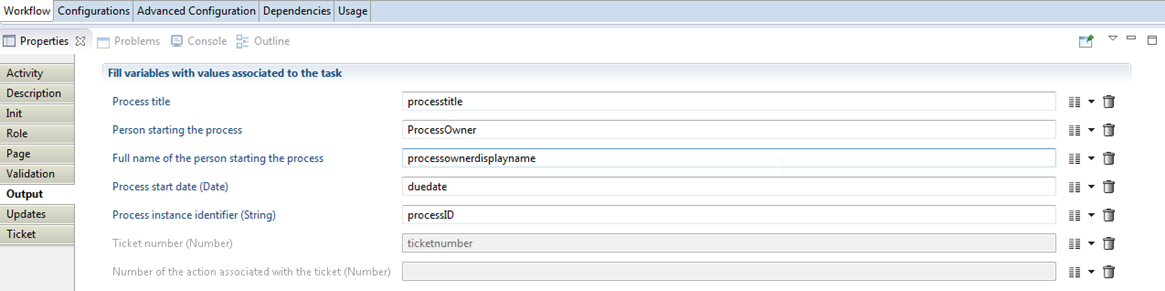 Workflow Configurations Advanced Configuration Dependencies Usage
Properties Problems Console Outline
Fill variables with values associated to the task
Activity
Description
Init
Role
Page
Validation
Output
Updates
Ticket
Process title processtitle
Person starting the process ProcessOwner
Full name of the person starting the process processownerdisplayname
Process start date (Date) duedate
Process instance identifier (String) processID
Ticket number (Number) ticketnumber
Number of the action associated with the ticket (Number)